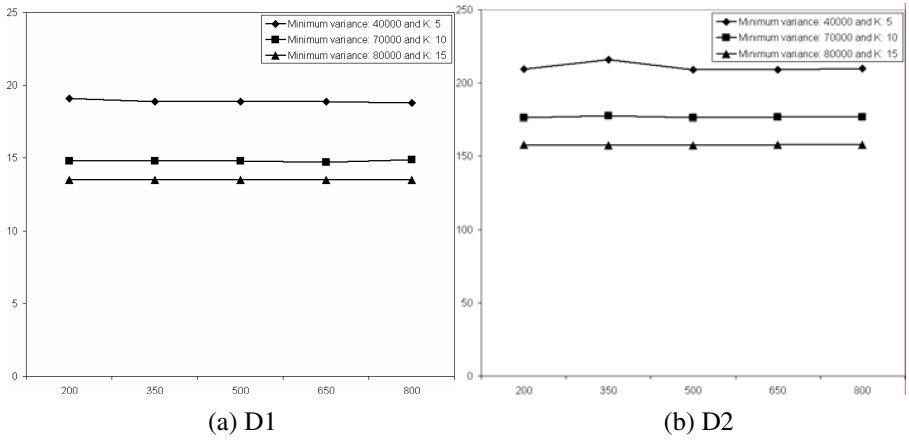 25
20
15
10
5
0
200 350 500 650 800
Minimum variance: 40000 and K: 5
Minimum variance: 70000 and K: 10
Minimum variance: 80000 and K: 15
(a) D1
250
200
150
100
50
0
200 350 500 650 800
Minimum variance: 40000 and K: 5
Minimum variance: 70000 and K: 10
Minimum variance: 80000 and K: 15
(b) D2